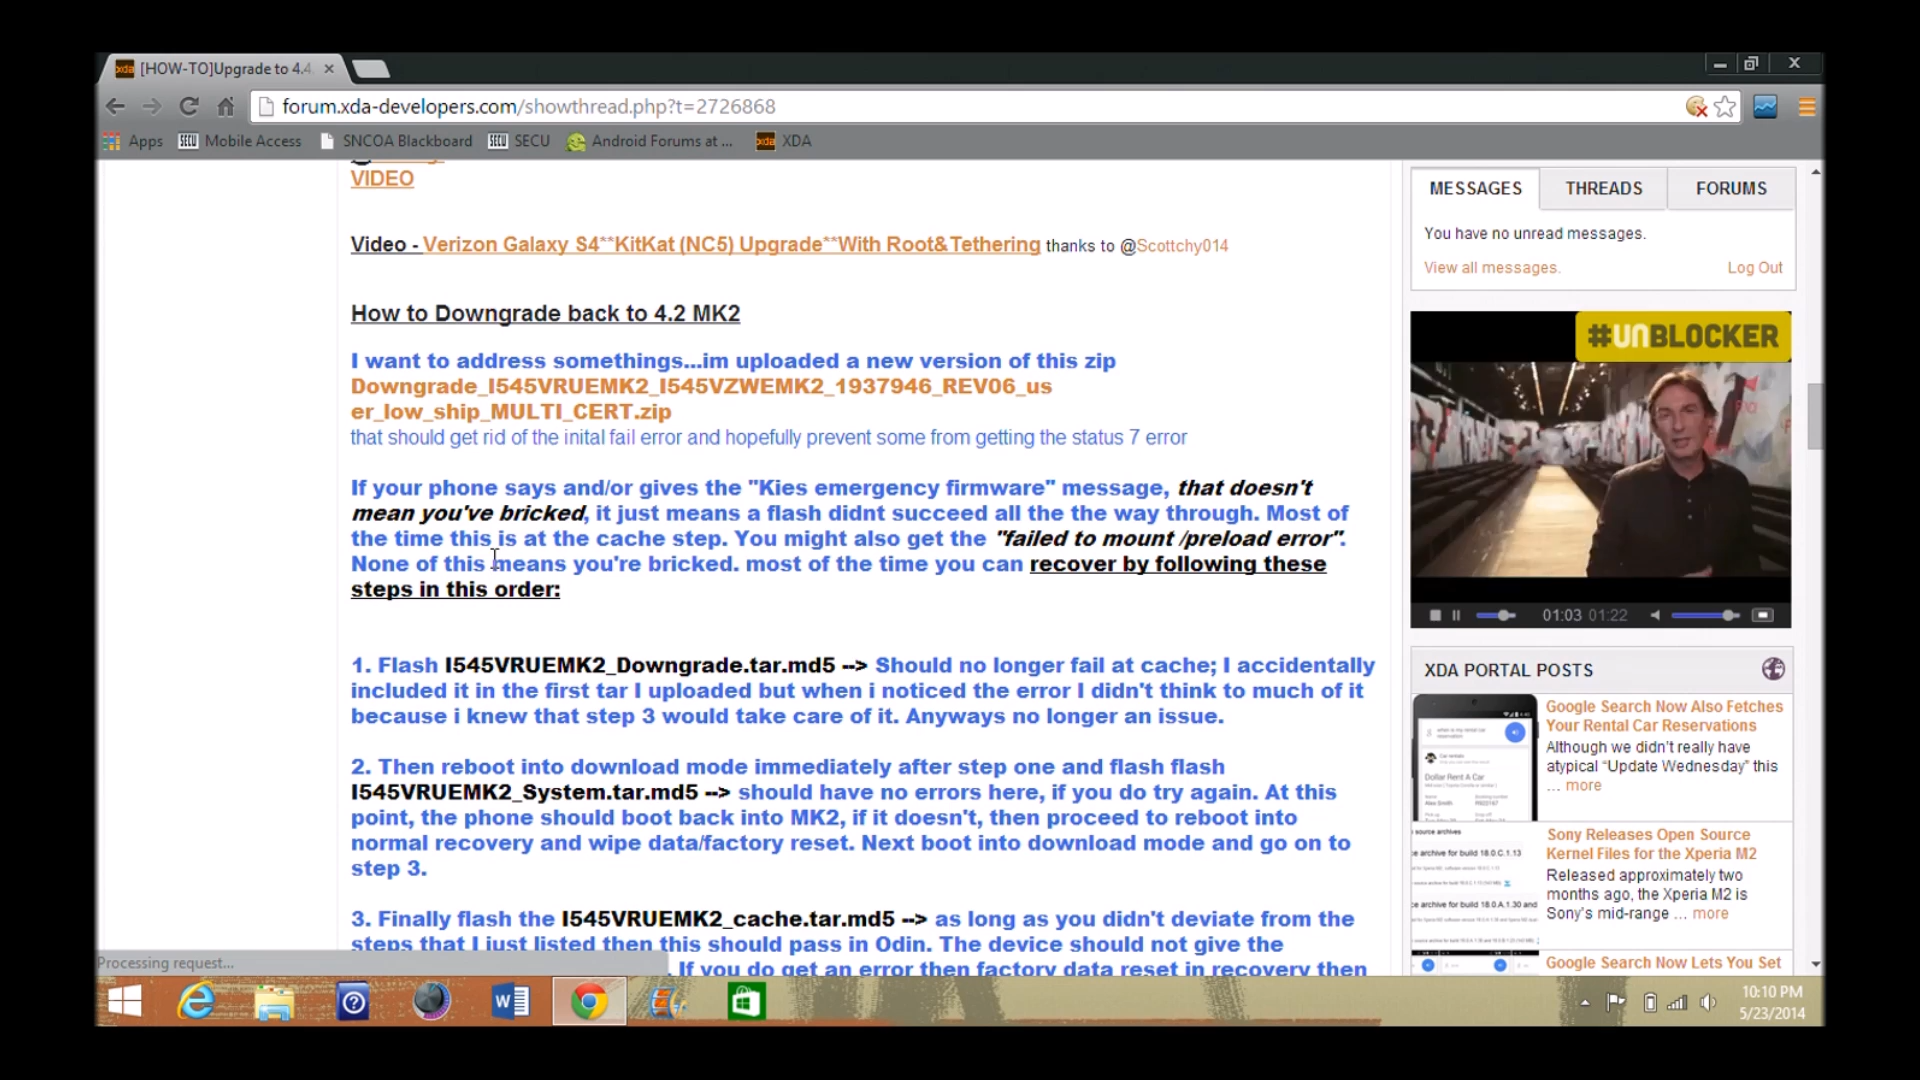 [HOW-TO]Upgrade to 4.4
forum.xda-developers.com/showthread.php?t=2726868
Apps
SECU Mobile Access
SNCOA Blackboard
SECU SECU
Android Forums at ...
xda XDA
VIDEO
Video - Verizon Galaxy S4**KitKat (NC5) Upgrade**With Root&Tethering thanks to @Scottchy014
How to Downgrade back to 4.2 MK2
I want to address somethings...im uploaded a new version of this zip
Downgrade_I545VRUEMK2_I545VZWEMK2_1937946_REV06_us
er_low_ship_MULTI_CERT.zip
that should get rid of the inital fail error and hopefully prevent some from getting the status 7 error
If your phone says and/or gives the "Kies emergency firmware" message, that doesn't
mean you've bricked, it just means a flash didnt succeed all the the way through. Most of
the time this is at the cache step. You might also get the "failed to mount /preload error".
None of this means you're bricked. most of the time you can recover by following these
steps in this order:
1. Flash I545VRUEMK2_Downgrade.tar.md5 --> Should no longer fail at cache; I accidentally
included it in the first tar I uploaded but when i noticed the error I didn't think to much of it
because i knew that step 3 would take care of it. Anyways no longer an issue.
2. Then reboot into download mode immediately after step one and flash flash
I545VRUEMK2_System.tar.md5 --> should have no errors here, if you do try again. At this
point, the phone should boot back into MK2, if it doesn't, then proceed to reboot into
normal recovery and wipe data/factory reset. Next boot into download mode and go on to
step 3.
3. Finally flash the I545VRUEMK2_cache.tar.md5 --> as long as you didn't deviate from the
steps that I just listed then this should pass in Odin. The device should not give the
. If you do get an error then factory data reset in recovery then
Processing request...
MESSAGES
THREADS
FORUMS
You have no unread messages.
View all messages.
Log Out
#UNBLOCKER
01:03 01:22
XDA PORTAL POSTS
Google Search Now Also Fetches
Your Rental Car Reservations
Although we didn't really have
atypical “Update Wednesday” this
... more
Sony Releases Open Source
Kernel Files for the Xperia M2
Released approximately two
months ago, the Xperia M2 is
Sony's mid-range ... more
Google Search Now Lets You Set
10:10 PM
5/23/2014